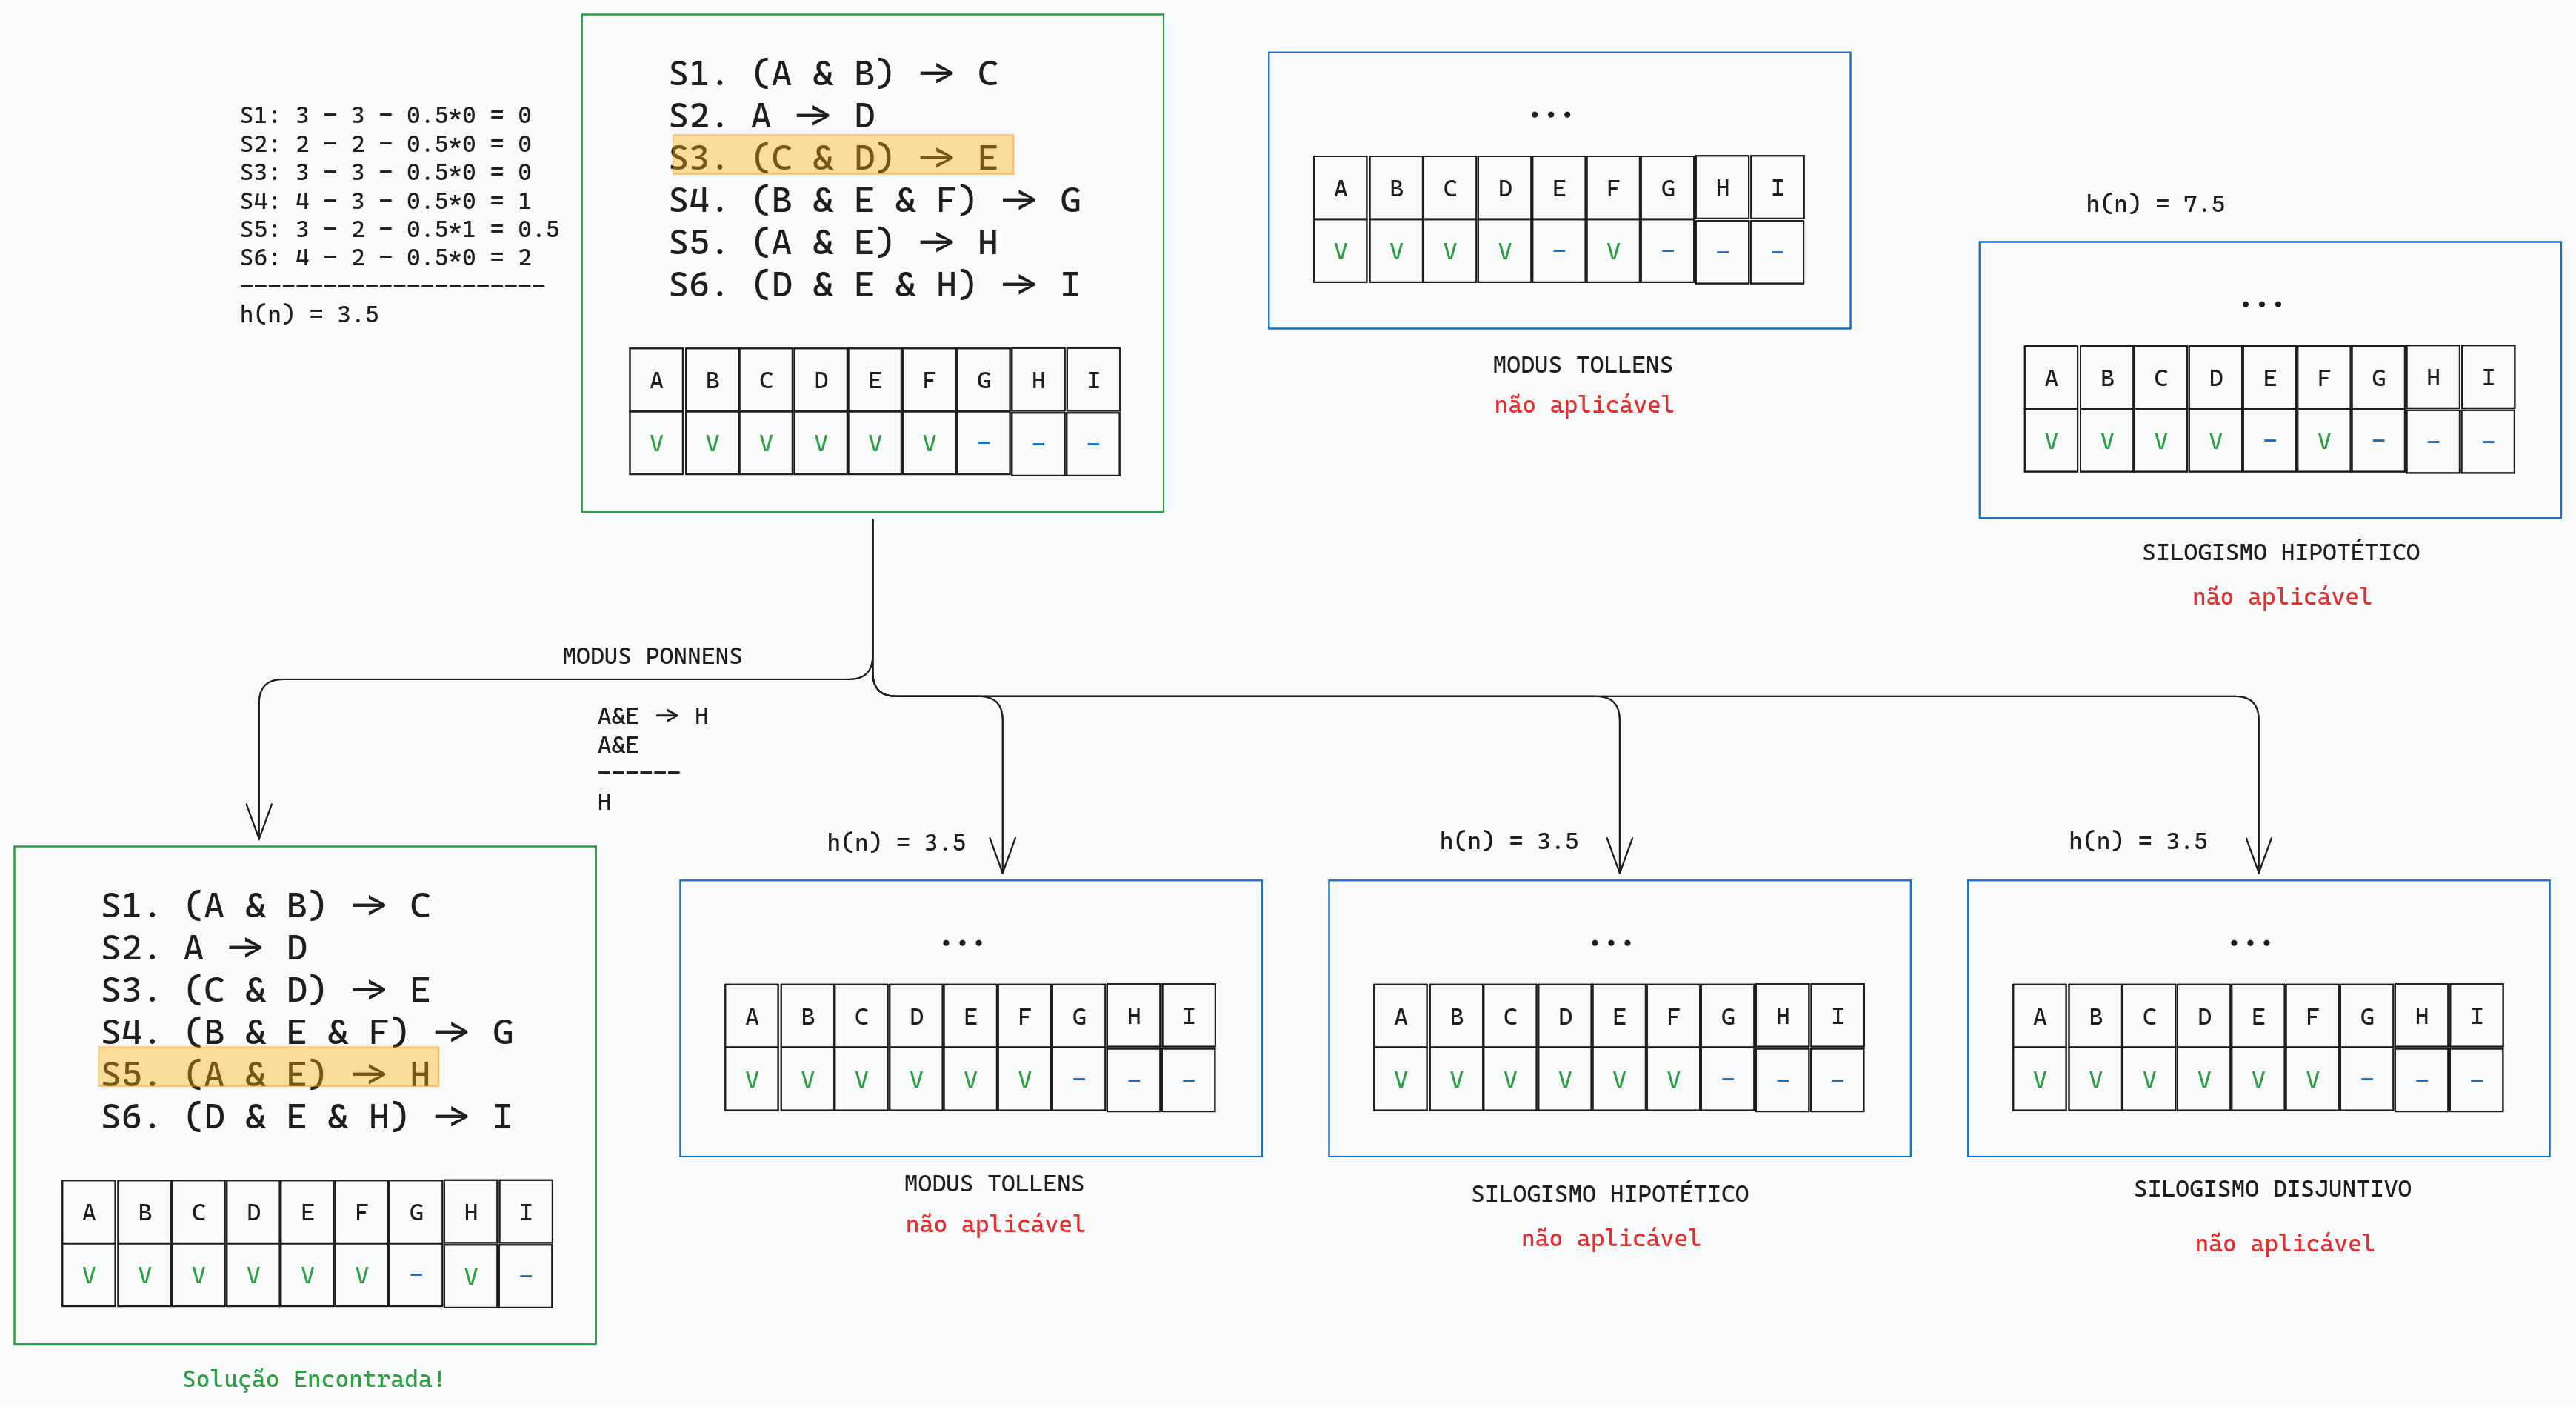 S1: 3 - 3 - 0.5*0 = 0
S2: 2 - 2 - 0.5*0 = 0
S3: 3 - 3 - 0.5*0 = 0
S4: 4 - 3 - 0.5*0 = 1
S5: 3 - 2 - 0.5*1 = 0.5
S6: 4 - 2 - 0.5*0 = 2
----------------------
h(n) = 3.5
S1. (A & B) → C
S2. A → D
S3. (C & D) → E
S4. (B & E & F) → G
S5. (A & E) → H
S6. (D & E & H) → I
A B C D E F G H I
V V V V V V - - -
...
A B C D E F G H I
V V V V - V - - -
MODUS TOLLENS
não aplicável
h(n) = 7.5
...
A B C D E F G H I
V V V V - V - - -
SILOGISMO HIPOTÉTICO
não aplicável
MODUS PONNENS
A&E → H
A&E
------
H
S1. (A & B) → C
S2. A → D
S3. (C & D) → E
S4. (B & E & F) → G
S5. (A & E) → H
S6. (D & E & H) → I
A B C D E F G H I
V V V V V V - V -
Solução Encontrada!
h(n) = 3.5
...
A B C D E F G H I
V V V V V V - - -
MODUS TOLLENS
não aplicável
h(n) = 3.5
...
A B C D E F G H I
V V V V V V - - -
SILOGISMO HIPOTÉTICO
não aplicável
h(n) = 3.5
...
A B C D E F G H I
V V V V V V - - -
SILOGISMO DISJUNTIVO
não aplicável